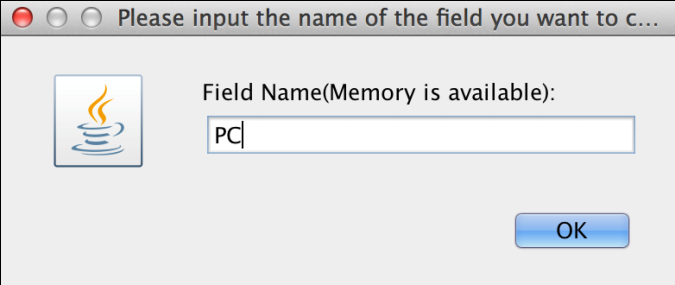 Please input the name of the field you want to c...
Field Name(Memory is available):
PC
OK